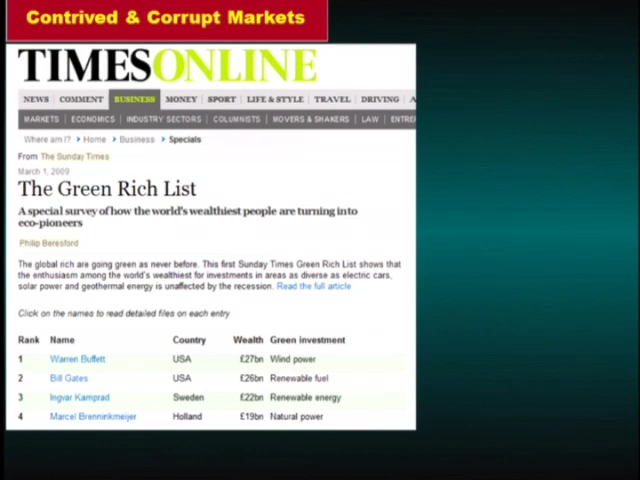 Contrived & Corrupt Markets
TIMESONLINE
NEWS COMMENT BUSINESS MONEY SPORT LIFE & STYLE TRAVEL DRIVING A
MARKETS ECONOMICS INDUSTRY SECTORS COLUMNISTS MOVERS & SHAKERS LAW ENTRE
Where am I? Home Business Specials
From The Sunday Times
March 1, 2009
The Green Rich List
A special survey of how the world's wealthiest people are turning into
eco-pioneers
Philip Beresford
The global rich are going green as never before. This first Sunday Times Green Rich List shows that
the enthusiasm among the world's wealthiest for investments in areas as diverse as electric cars,
solar power and geothermal energy is unaffected by the recession. Read the full article
Click on the names to read detailed files on each entry
Rank Name Country Wealth Green investment
1 Warren Buffett USA £27bn Wind power
2 Bill Gates USA £26bn Renewable fuel
3 Ingvar Kamprad Sweden £22bn Renewable energy
4 Marcel Brenninkmeijer Holland £19bn Natural power